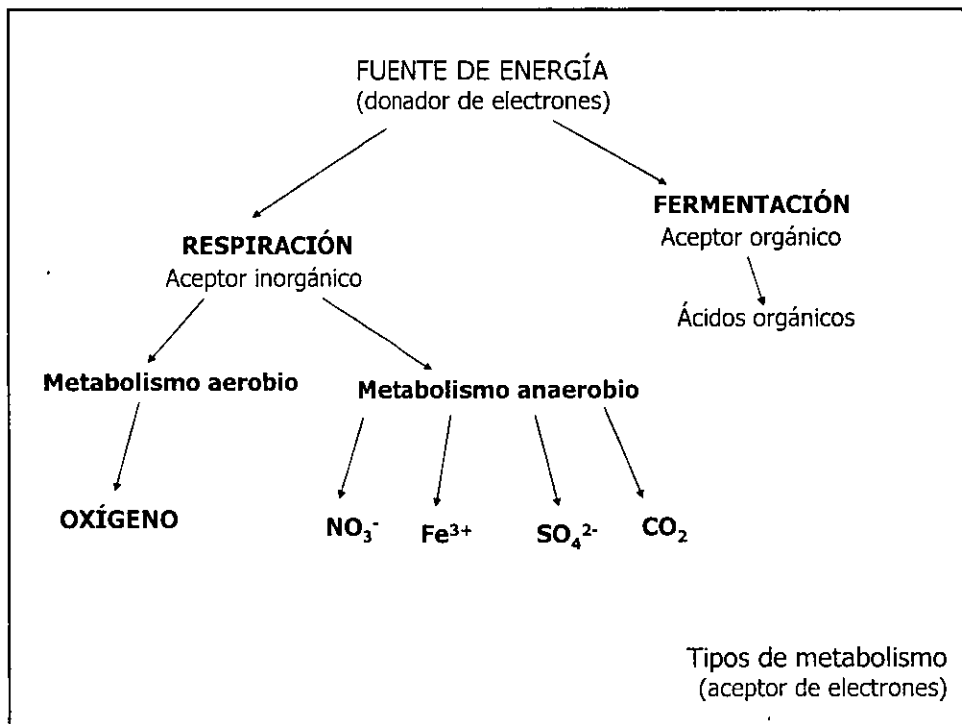 FUENTE DE ENERGÍA
(donador de electrones)
FERMENTACIÓN
Aceptor orgánico
RESPIRACIÓN
Aceptor inorgánico
Ácidos orgánicos
Metabolismo aerobio
Metabolismo anaerobio
OXÍGENO
NO₃⁻ Fe³⁺ SO₄²⁻ CO₂
Tipos de metabolismo
(aceptor de electrones)